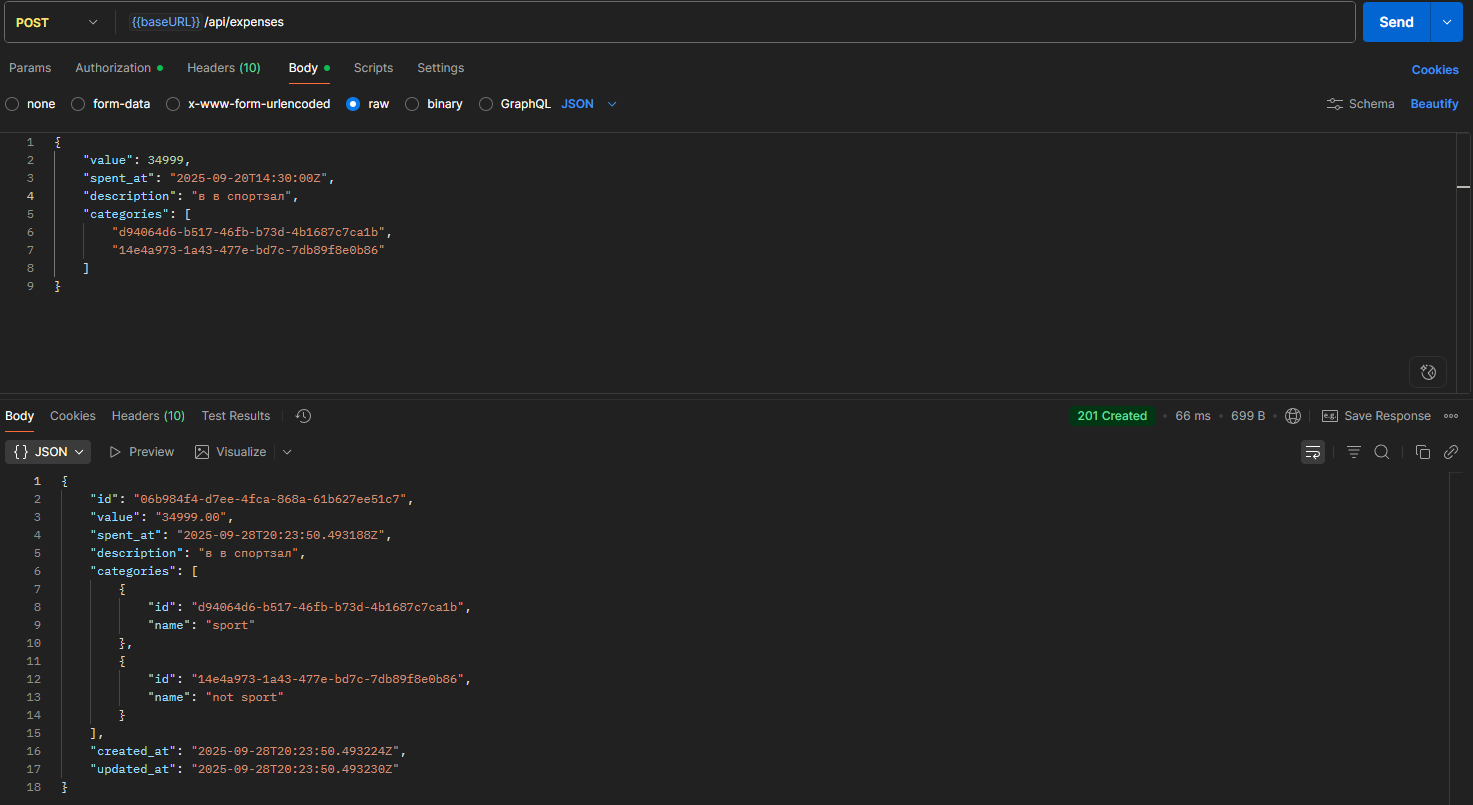 POST {{baseURL}} /api/expenses Send
Params Authorization Headers (10) Body Scripts Settings Cookies
none form-data x-www-form-urlencoded raw binary GraphQL JSON Schema Beautify
1 {
2 "value": 34999,
3 "spent_at": "2025-09-20T14:30:00Z",
4 "description": "в в спортзал",
5 "categories": [
6 "d94064d6-b517-46fb-b73d-4b1687c7ca1b",
7 "14e4a973-1a43-477e-bd7c-7db89f8e0b86"
8 ]
9 }
Body Cookies Headers (10) Test Results 201 Created • 66 ms • 699 B • e.g. Save Response
{} JSON Preview Visualize
1 {
2 "id": "06b984f4-d7ee-4fca-868a-61b627ee51c7",
3 "value": "34999.00",
4 "spent_at": "2025-09-28T20:23:50.493188Z",
5 "description": "в в спортзал",
6 "categories": [
7 {
8 "id": "d94064d6-b517-46fb-b73d-4b1687c7ca1b",
9 "name": "sport"
10 },
11 {
12 "id": "14e4a973-1a43-477e-bd7c-7db89f8e0b86",
13 "name": "not sport"
14 }
15 ],
16 "created_at": "2025-09-28T20:23:50.493224Z",
17 "updated_at": "2025-09-28T20:23:50.493230Z"
18 }